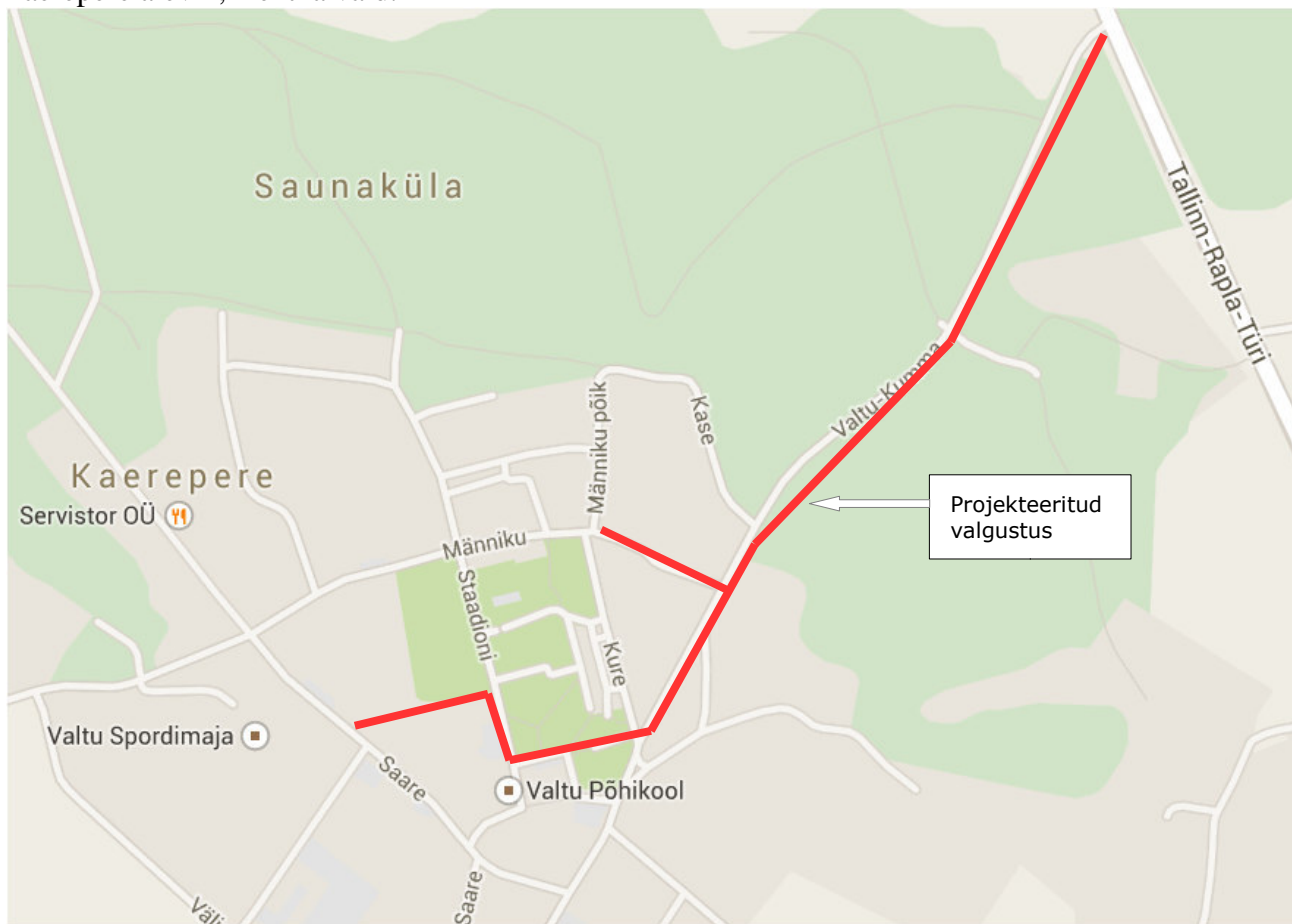 Saunaküla
Tallinn-Rapla-Türi
Valtu-Kumma
Männiku põik
Kase
Kaerepere
Servistor OÜ
Projekteeritud
valgustus
Männiku
Staadioni
Kure
Valtu Spordimaja
Saare
Valtu Põhikool
Saare
Väli